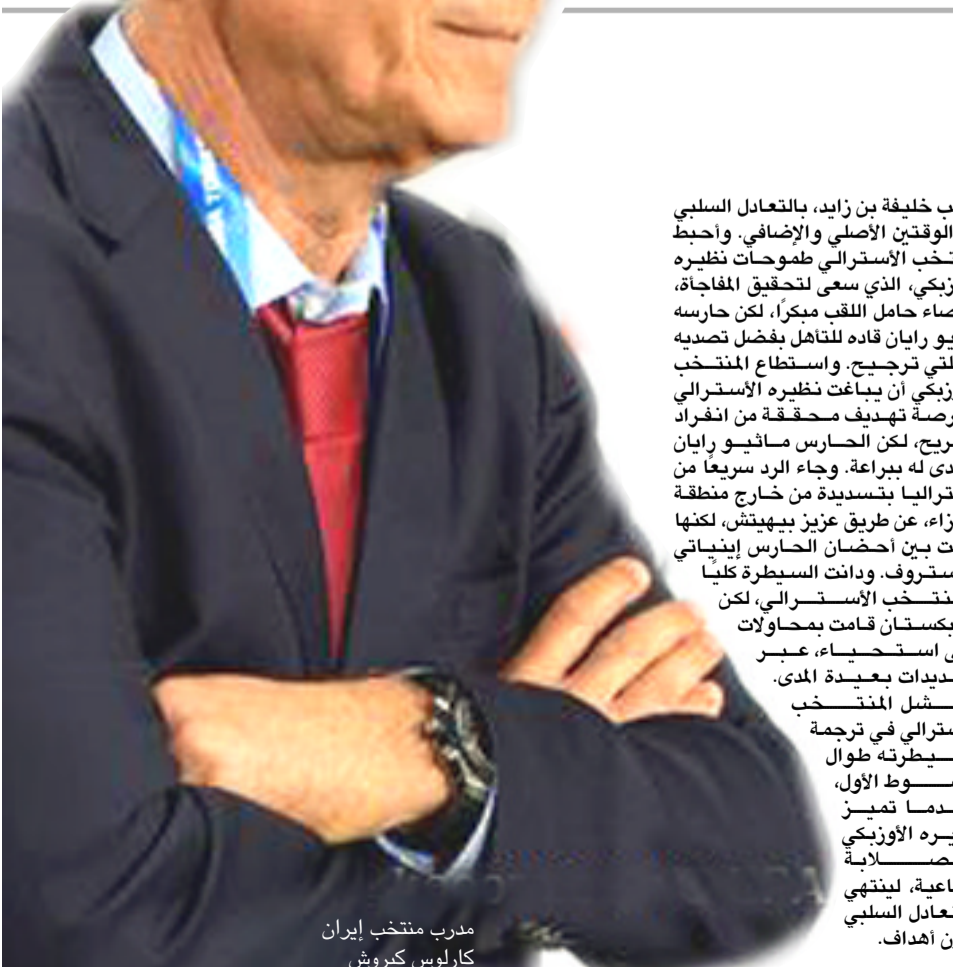 ب خليفة بن زايد، بالتعادل السلبي
الوقتين الأصلي والإضافي. وأحبط
تخب الأسترالي طموحات نظيره
زبكي، الذي سعى لتحقيق المفاجأة،
صاء حامل اللقب مبكرًا، لكن حارسه
يو رايان قاده للتأهل بفضل تصديه
لتي ترجيح. واستطاع المنتخب
وزبكي أن يباغت نظيره الأسترالي
رصة تهديف محققة من انفراد
ريح، لكن الحارس ماثيو رايان
دى له ببراعة. وجاء الرد سريعاً من
تراليا بتسديدة من خارج منطقة
زاء، عن طريق عزيز بيهيتش، لكنها
ت بين أحضان الحارس إينياتي
ستروف. ودانت السيطرة كليًا
نتخب الأسترالي، لكن
بكستان قامت بمحاولات
ى استحياء، عبر
ديدات بعيدة المدى.
شل المنتخب
سترالي في ترجمة
سيطرته طوال
وط الأول،
دما تميز
يره الأوزبكي
صلابة
اعية، لينتهي
تعادل السلبي
ن أهداف.
مدرب منتخب إيران
كارلوس كيروش